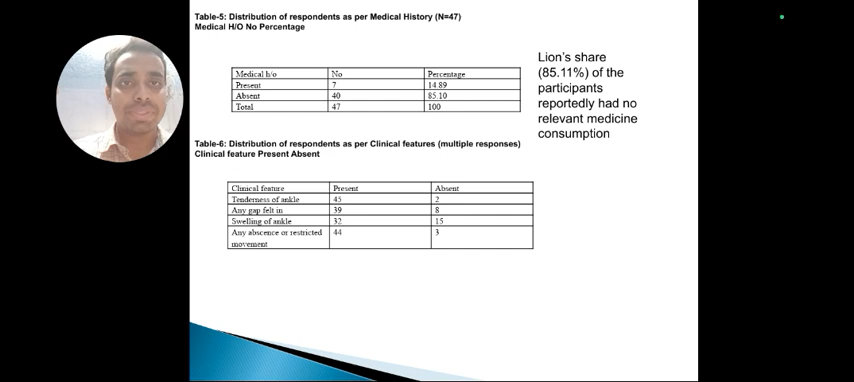 Table-5: Distribution of respondents as per Medical History (N=47)
Medical H/O No Percentage
Medical h/o No Percentage
Present 7 14.89
Absent 40 85.10
Total 47 100
Lion's share
(85.11%) of the
participants
reportedly had no
relevant medicine
consumption
Table-6: Distribution of respondents as per Clinical features (multiple responses)
Clinical feature Present Absent
Clinical feature Present Absent
Tenderness of ankle 45 2
Any gap felt in 39 8
Swelling of ankle 32 15
Any abscence or restricted 44 3
movement